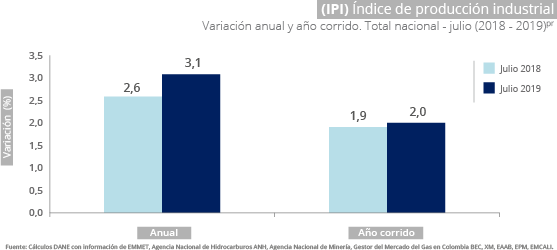 (IPI) Índice de producción industrial
Variación anual y año corrido. Total nacional - julio (2018 - 2019)pr
Variación (%)
3,5
3,0
2,5
2,0
1,5
1,0
0,5
0,0
2,6
3,1
1,9
2,0
Julio 2018
Julio 2019
Anual
Año corrido
Fuente: Cálculos DANE con información de EMMET, Agencia Nacional de Hidrocarburos ANH, Agencia Nacional de Minería, Gestor del Mercado del Gas en Colombia BEC, XM, EAAB, EPM, EMCALI.